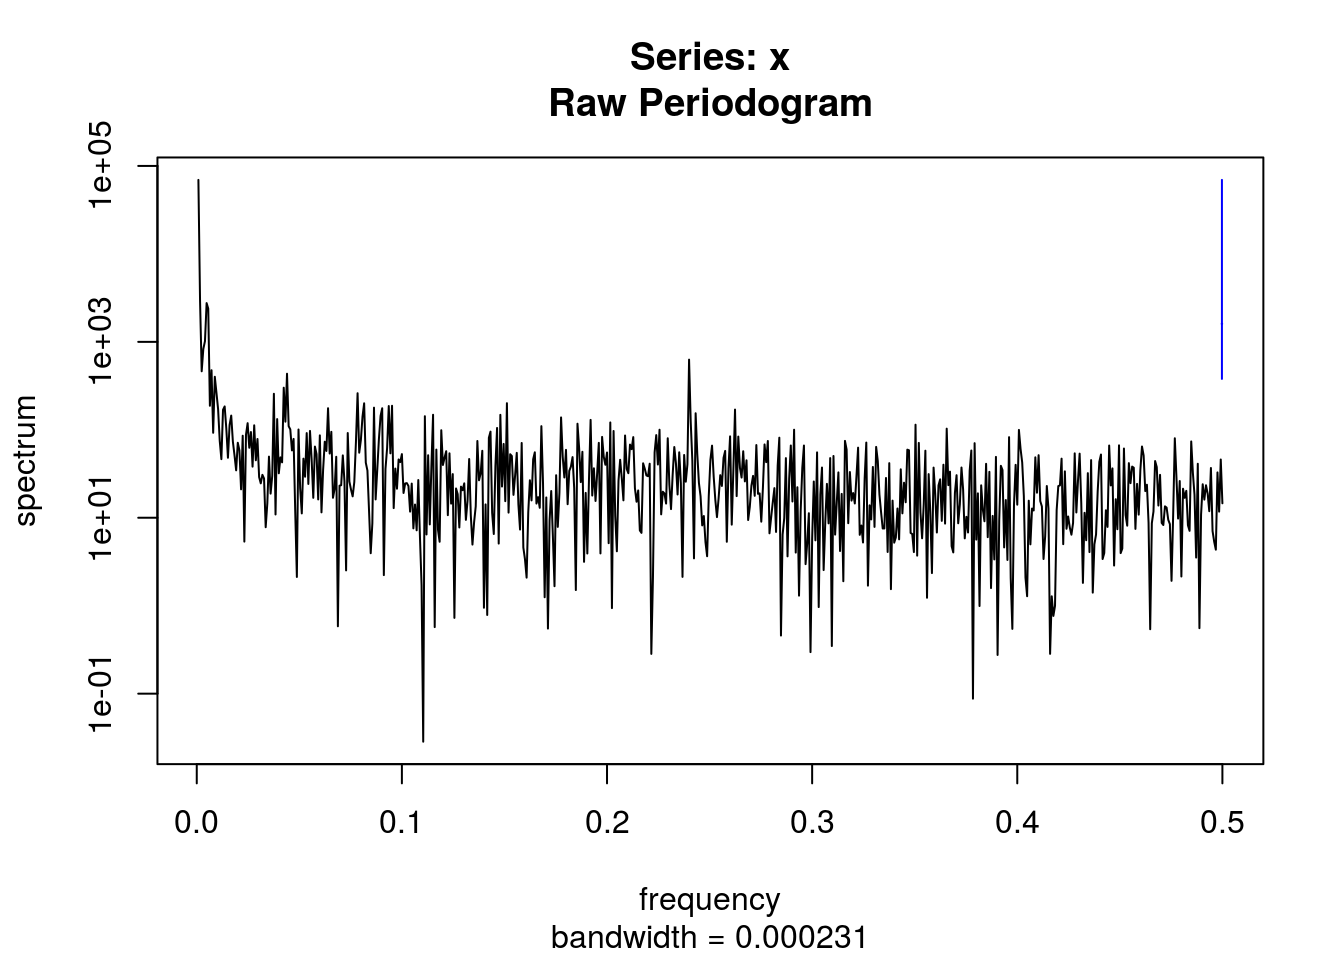 Series: x
Raw Periodogram
1e+05
1e+03
1e+01
1e-01
spectrum
0.0 0.1 0.2 0.3 0.4 0.5
frequency
bandwidth = 0.000231